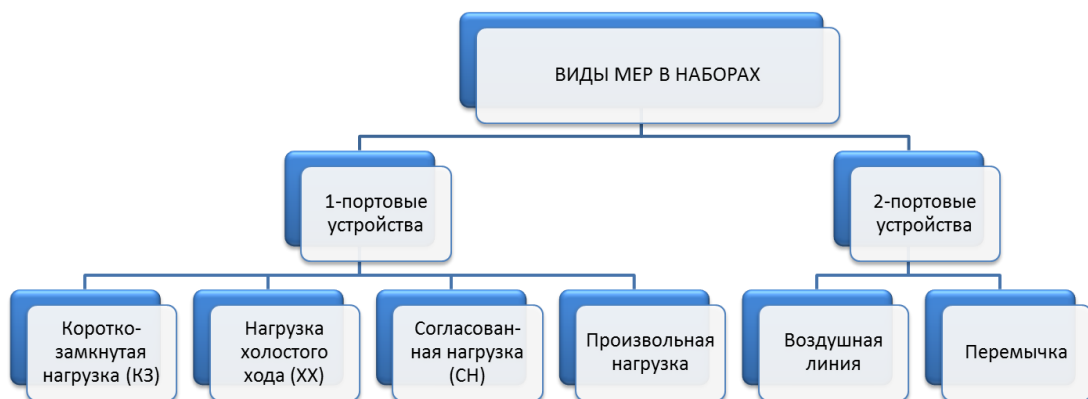 ВИДЫ МЕР В НАБОРАХ
1-портовые
устройства
2-портовые
устройства
Коротко-
замкнутая
нагрузка (КЗ)
Нагрузка
холостого
хода (ХХ)
Согласован-
ная нагрузка
(СН)
Произвольная
нагрузка
Воздушная
линия
Перемычка